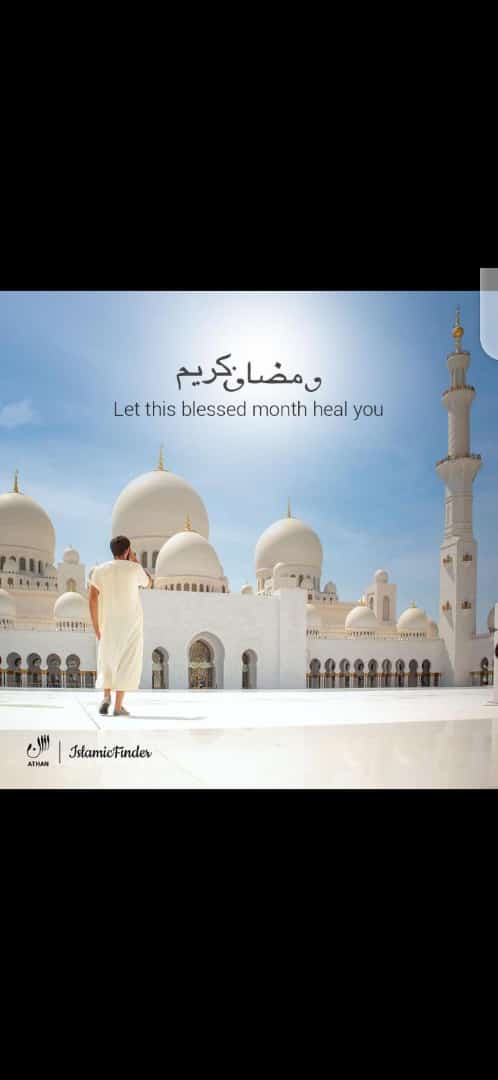 رمضان كريم
Let this blessed month heal you
ATHAN
IslamicFinder